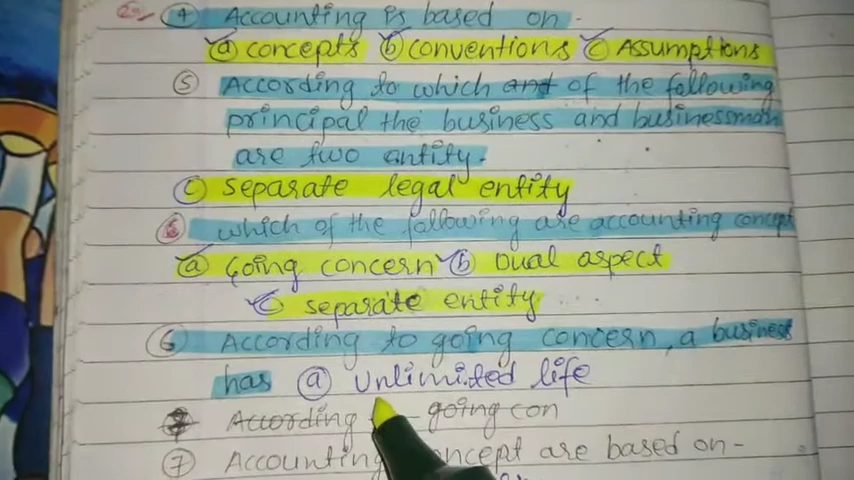 ④ Accounting is based on -
ⓐ concepts ⓑ conventions ⓒ Assumptions
⑤ According to which of the following
principal the business and businessman
are two entity.
ⓒ separate legal entity
which of the following are accounting concept
ⓐ Going concern ⓑ Dual aspect
ⓒ separate entity
⑥ According to going concern, a business
has ⓐ unlimited life
According going con
⑦ Accounting concept are based on-